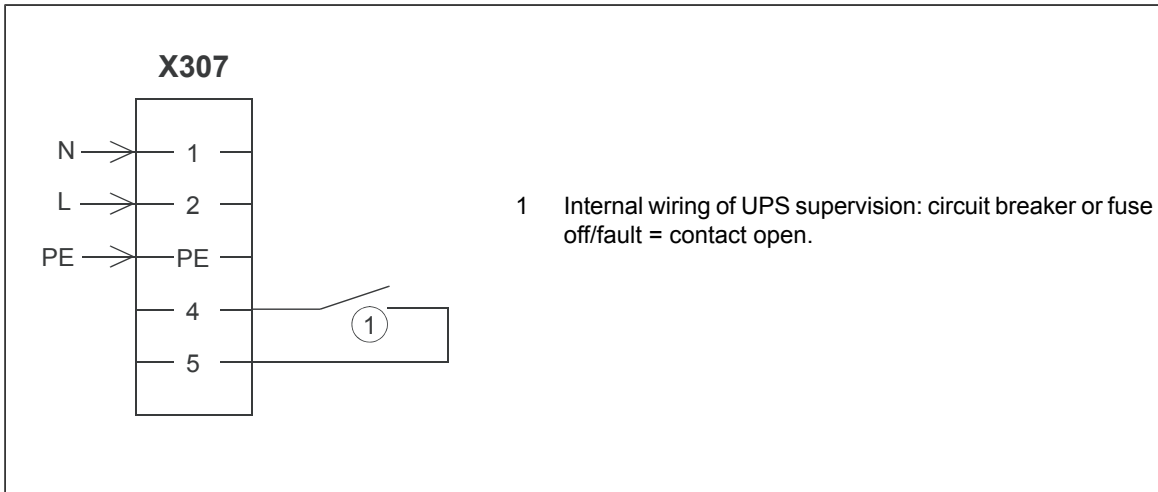 X307
N 1
L 2
PE PE
4
1
5
1 Internal wiring of UPS supervision: circuit breaker or fuse
off/fault = contact open.